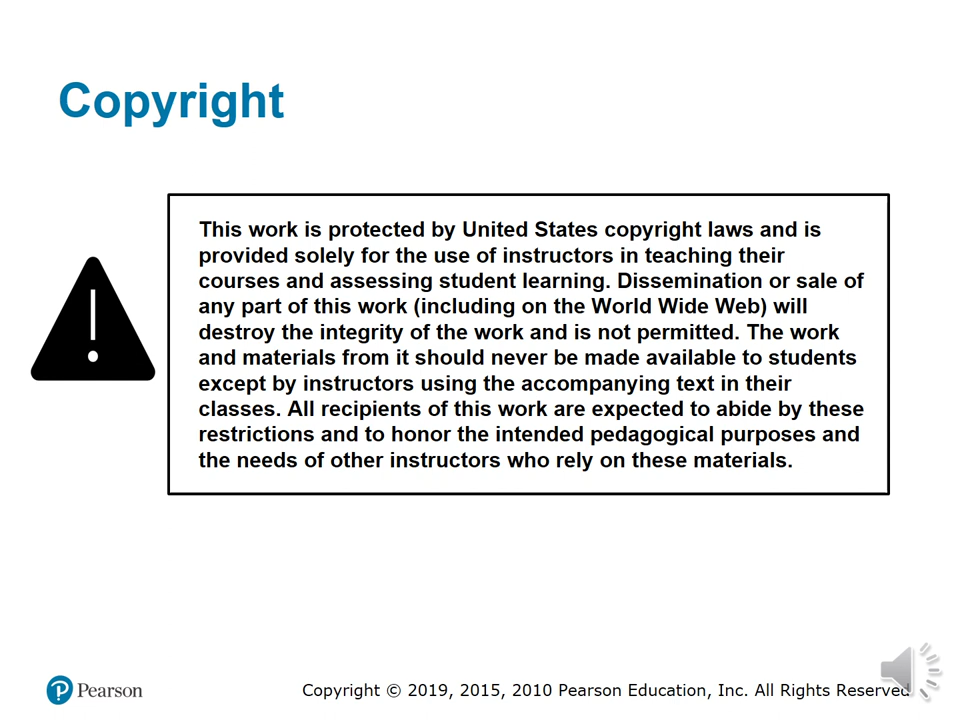 Copyright
This work is protected by United States copyright laws and is
provided solely for the use of instructors in teaching their
courses and assessing student learning. Dissemination or sale of
any part of this work (including on the World Wide Web) will
destroy the integrity of the work and is not permitted. The work
and materials from it should never be made available to students
except by instructors using the accompanying text in their
classes. All recipients of this work are expected to abide by these
restrictions and to honor the intended pedagogical purposes and
the needs of other instructors who rely on these materials.
Pearson
Copyright © 2019, 2015, 2010 Pearson Education, Inc. All Rights Reserved